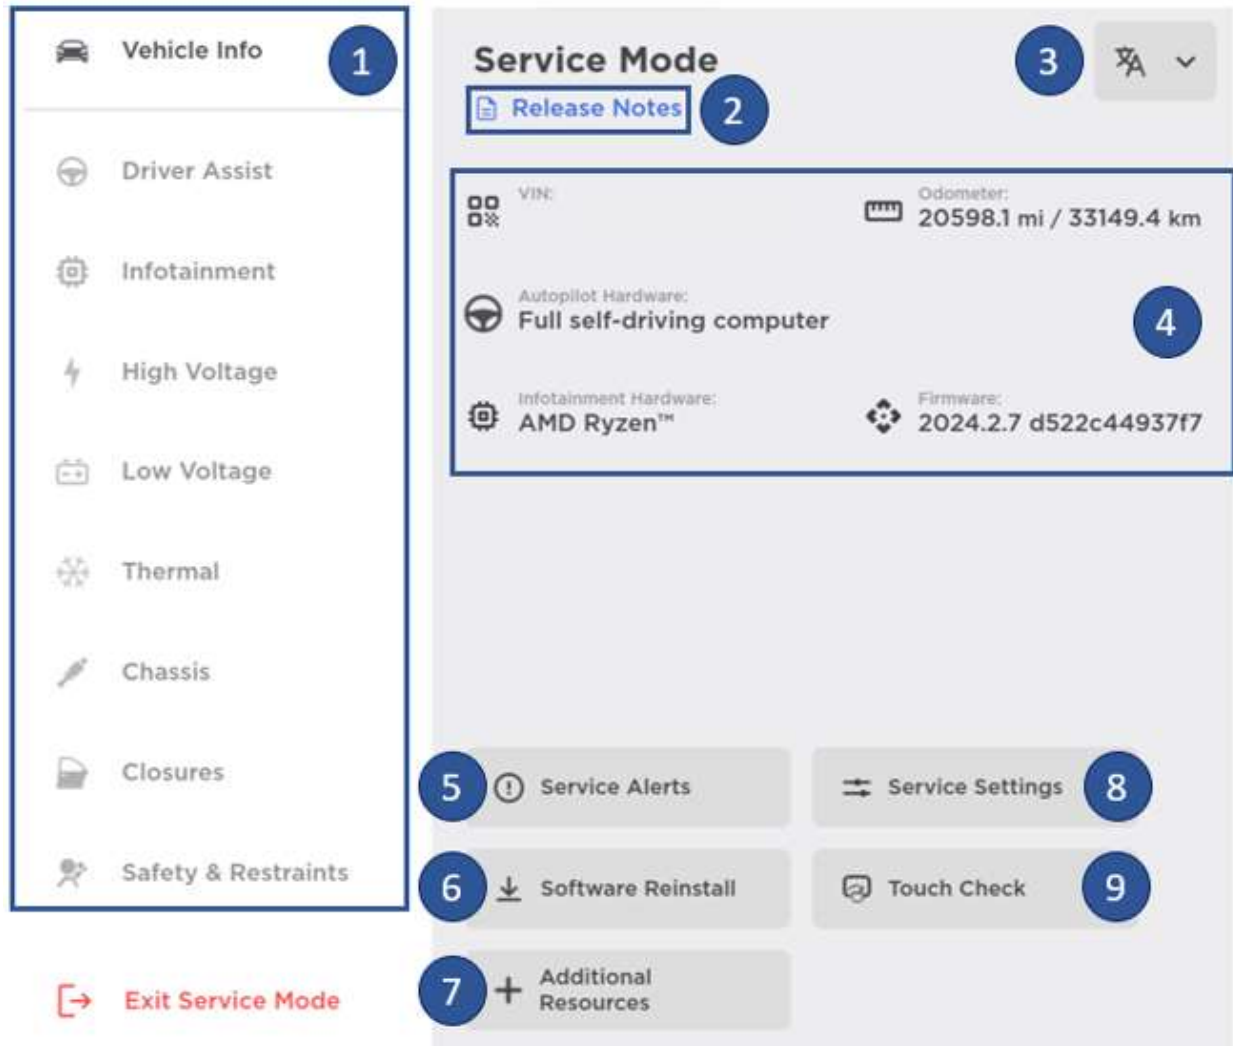 Vehicle Info
1
Driver Assist
Infotainment
High Voltage
Low Voltage
Thermal
Chassis
Closures
Safety & Restraints
Exit Service Mode
Service Mode
3
Release Notes
2
VIN:
Odometer:
20598.1 mi / 33149.4 km
Autopilot Hardware:
Full self-driving computer
4
Infotainment Hardware:
AMD Ryzen™
Firmware:
2024.2.7 d522c44937f7
5
Service Alerts
Service Settings
8
6
Software Reinstall
Touch Check
9
7
Additional
Resources